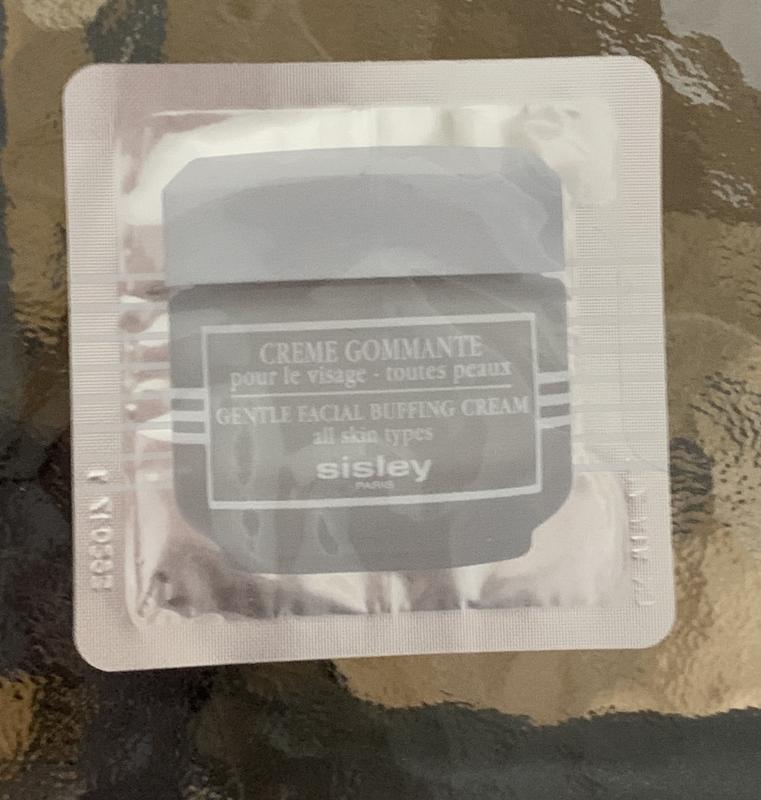 CREME GOMMANTE
pour le visage - toutes peaux
GENTLE FACIAL BUFFING CREAM
all skin types
sisley
PARIS